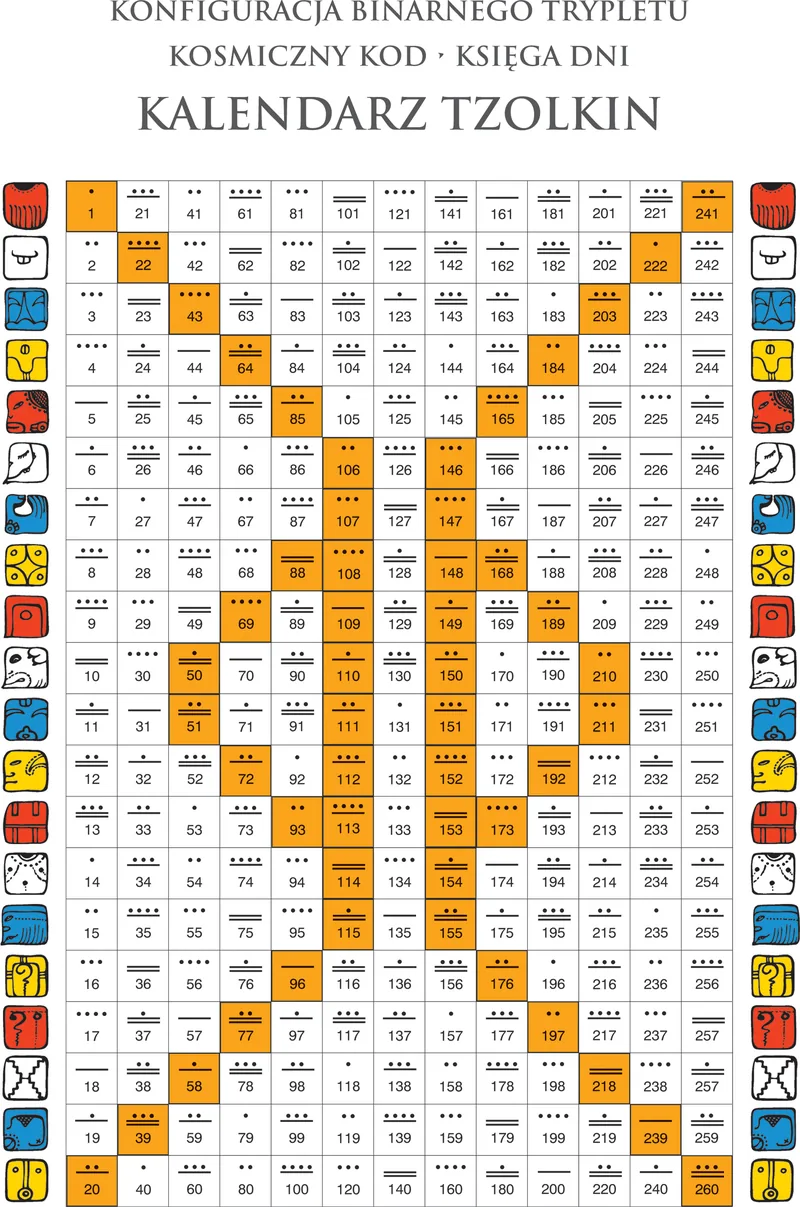 KONFIGURACJA BINARNEGO TRYPLETU
KOSMICZNY KOD • KSIĘGA DNI
KALENDARZ TZOLKIN
1 21 41 61 81 101 121 141 161 181 201 221 241
2 22 42 62 82 102 122 142 162 182 202 222 242
3 23 43 63 83 103 123 143 163 183 203 223 243
4 24 44 64 84 104 124 144 164 184 204 224 244
5 25 45 65 85 105 125 145 165 185 205 225 245
6 26 46 66 86 106 126 146 166 186 206 226 246
7 27 47 67 87 107 127 147 167 187 207 227 247
8 28 48 68 88 108 128 148 168 188 208 228 248
9 29 49 69 89 109 129 149 169 189 209 229 249
10 30 50 70 90 110 130 150 170 190 210 230 250
11 31 51 71 91 111 131 151 171 191 211 231 251
12 32 52 72 92 112 132 152 172 192 212 232 252
13 33 53 73 93 113 133 153 173 193 213 233 253
14 34 54 74 94 114 134 154 174 194 214 234 254
15 35 55 75 95 115 135 155 175 195 215 235 255
16 36 56 76 96 116 136 156 176 196 216 236 256
17 37 57 77 97 117 137 157 177 197 217 237 257
18 38 58 78 98 118 138 158 178 198 218 238 257
19 39 59 79 99 119 139 159 179 199 219 239 259
20 40 60 80 100 120 140 160 180 200 220 240 260